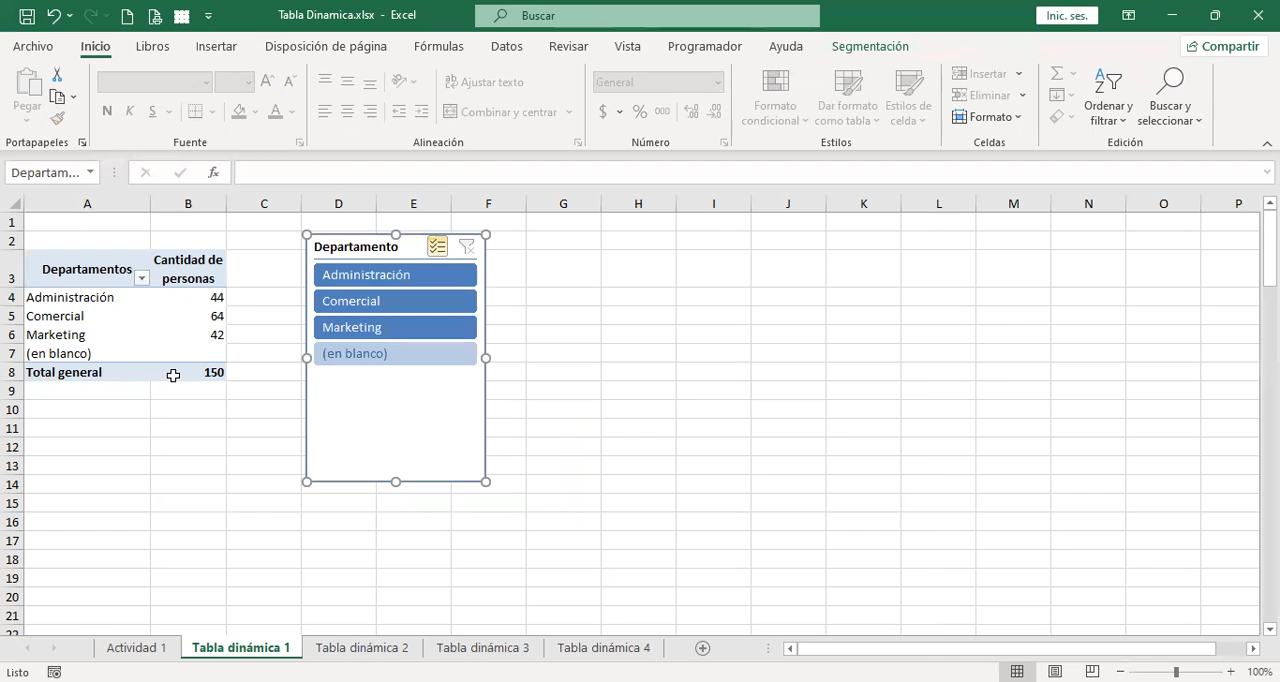 Tabla Dinamica.xlsx - Excel
Buscar
Inic. ses.
Archivo Inicio Libros Insertar Disposición de página Fórmulas Datos Revisar Vista Programador Ayuda Segmentación Compartir
Pegar
N K S
A A
Ajustar texto
Combinar y centrar
General
$ % 000
Formato condicional
Dar formato como tabla
Estilos de celda
Insertar
Eliminar
Formato
Ordenar y filtrar
Buscar y seleccionar
Portapapeles Fuente Alineación Número Estilos Celdas Edición
Departam...
fx
A B C D E F G H I J K L M N O P
1
2
3 Departamentos Cantidad de personas
4 Administración 44
5 Comercial 64
6 Marketing 42
7 (en blanco)
8 Total general 150
9
10
11
12
13
14
15
16
17
18
19
20
21
22
Departamento
Administración
Comercial
Marketing
(en blanco)
Actividad 1 Tabla dinámica 1 Tabla dinámica 2 Tabla dinámica 3 Tabla dinámica 4
Listo
100%